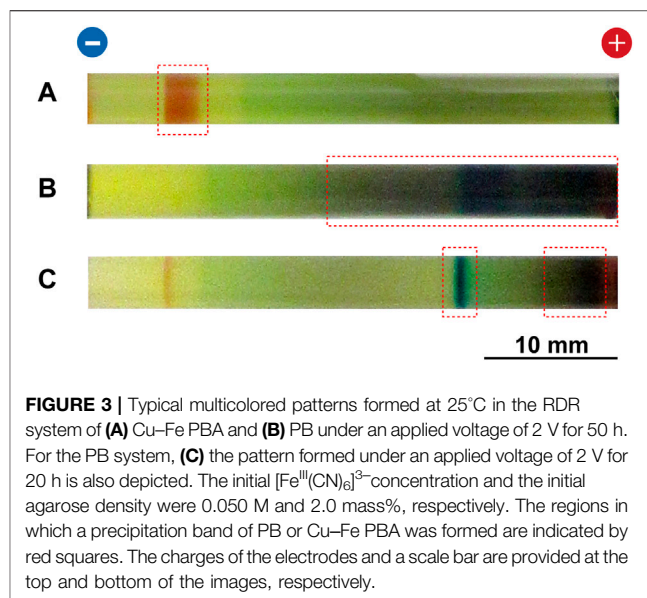 − +
A
B
C
10 mm
FIGURE 3 | Typical multicolored patterns formed at 25°C in the RDR
system of (A) Cu–Fe PBA and (B) PB under an applied voltage of 2 V for 50 h.
For the PB system, (C) the pattern formed under an applied voltage of 2 V for
20 h is also depicted. The initial [Feᴵᴵᴵ(CN)₆]³⁻concentration and the initial
agarose density were 0.050 M and 2.0 mass%, respectively. The regions in
which a precipitation band of PB or Cu–Fe PBA was formed are indicated by
red squares. The charges of the electrodes and a scale bar are provided at the
top and bottom of the images, respectively.